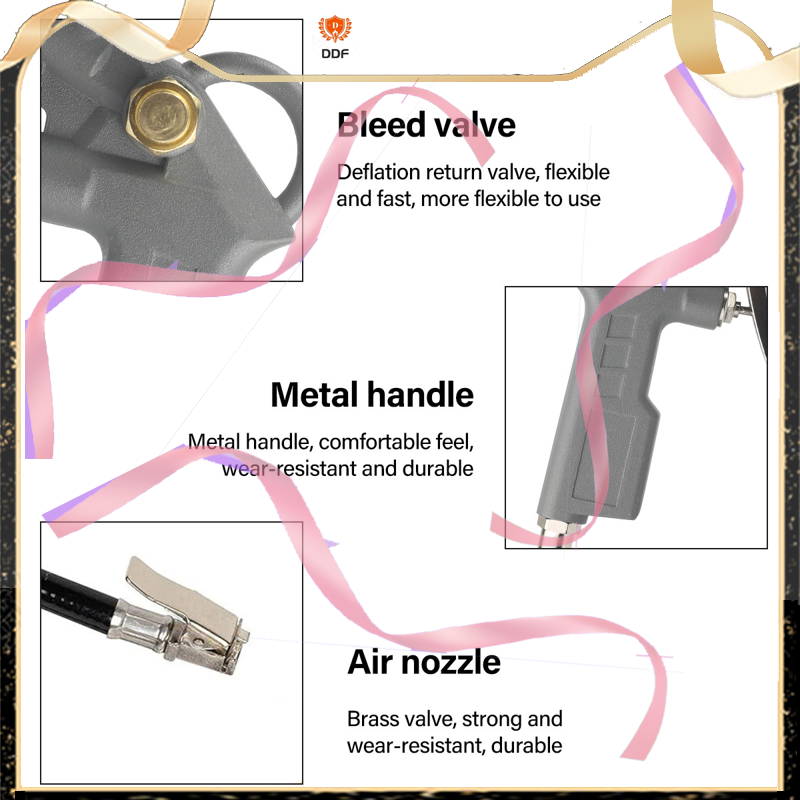 DDF
Bleed valve
Deflation return valve, flexible
and fast, more flexible to use
Metal handle
Metal handle, comfortable feel,
wear-resistant and durable
Air nozzle
Brass valve, strong and
wear-resistant, durable